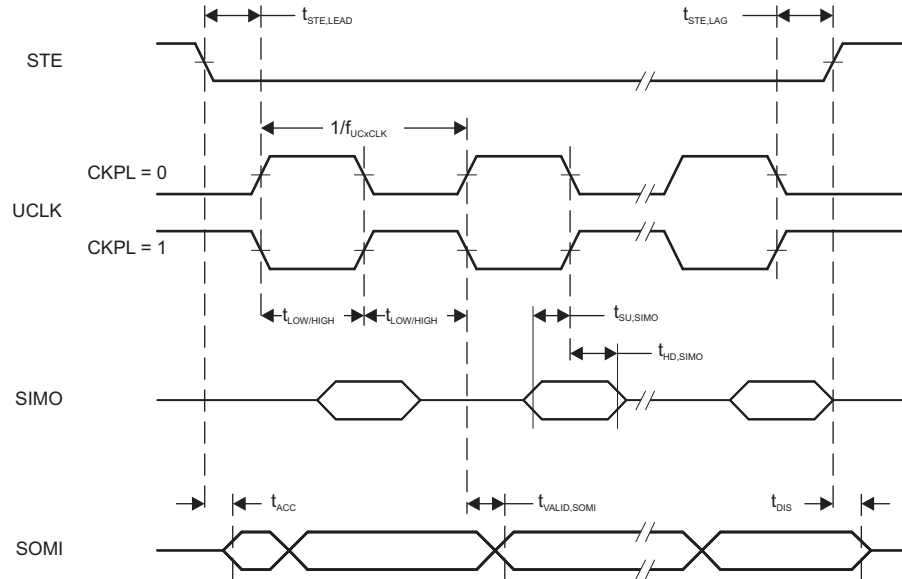 tSTE,LEAD
tSTE,LAG
STE
1/fUCxCLK
CKPL = 0
UCLK
CKPL = 1
tLOW/HIGH tLOW/HIGH
tSU,SIMO
tHD,SIMO
SIMO
tACC
tVALID,SOMI
tDIS
SOMI